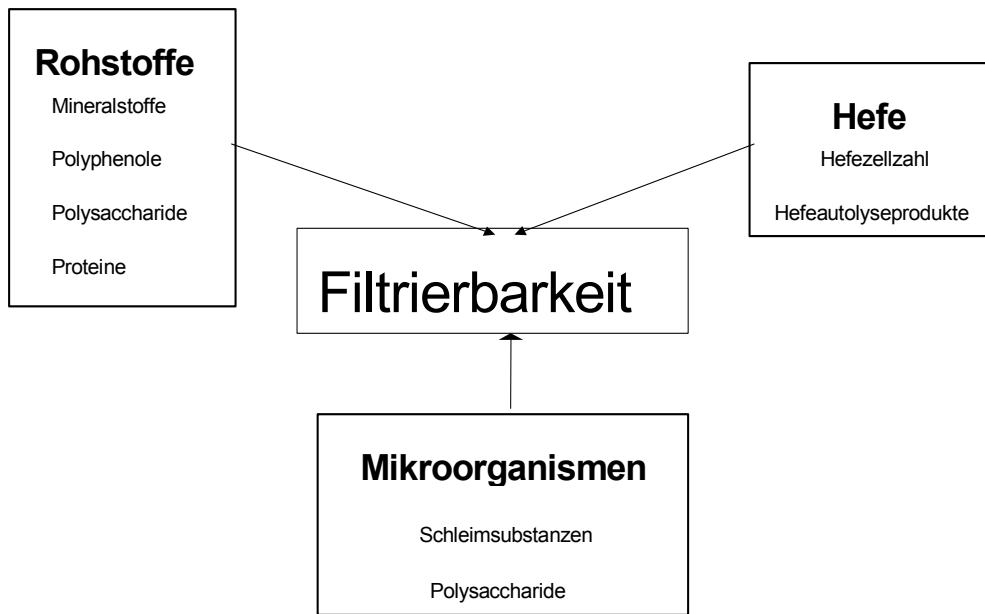 Rohstoffe
Mineralstoffe
Polyphenole
Polysaccharide
Proteine
Hefe
Hefezellzahl
Hefeautolyseprodukte
Filtrierbarkeit
Mikroorganismen
Schleimsubstanzen
Polysaccharide